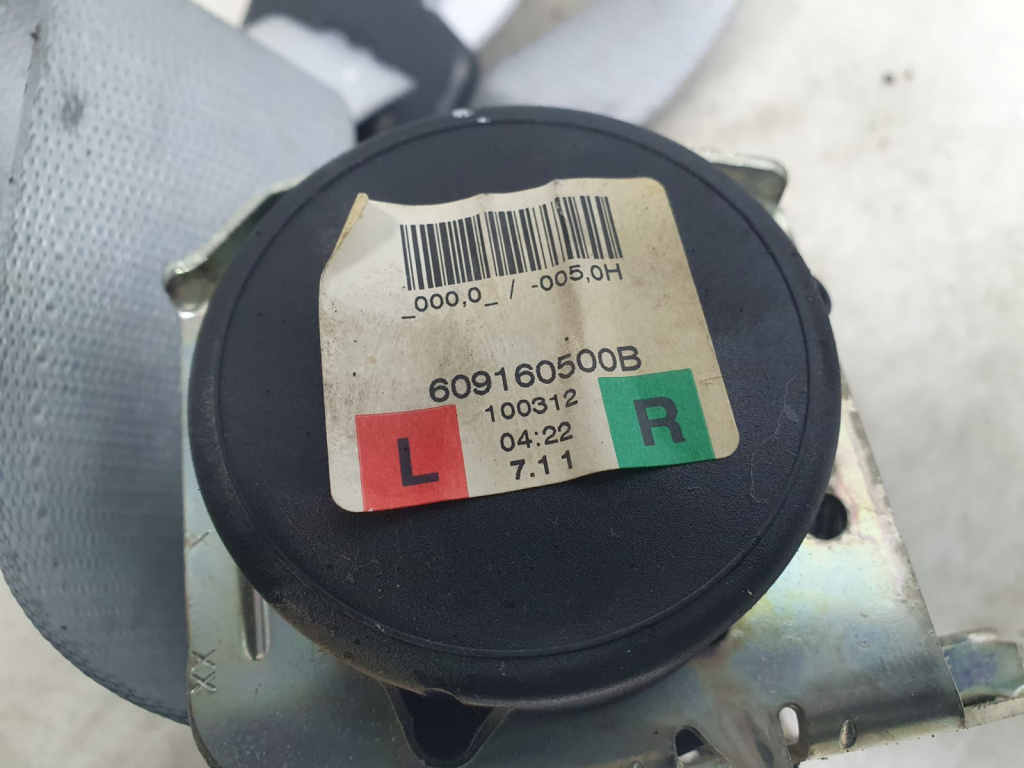 _000,0_ / -005,0H
609160500B
100312
04:22
7.11
L
R